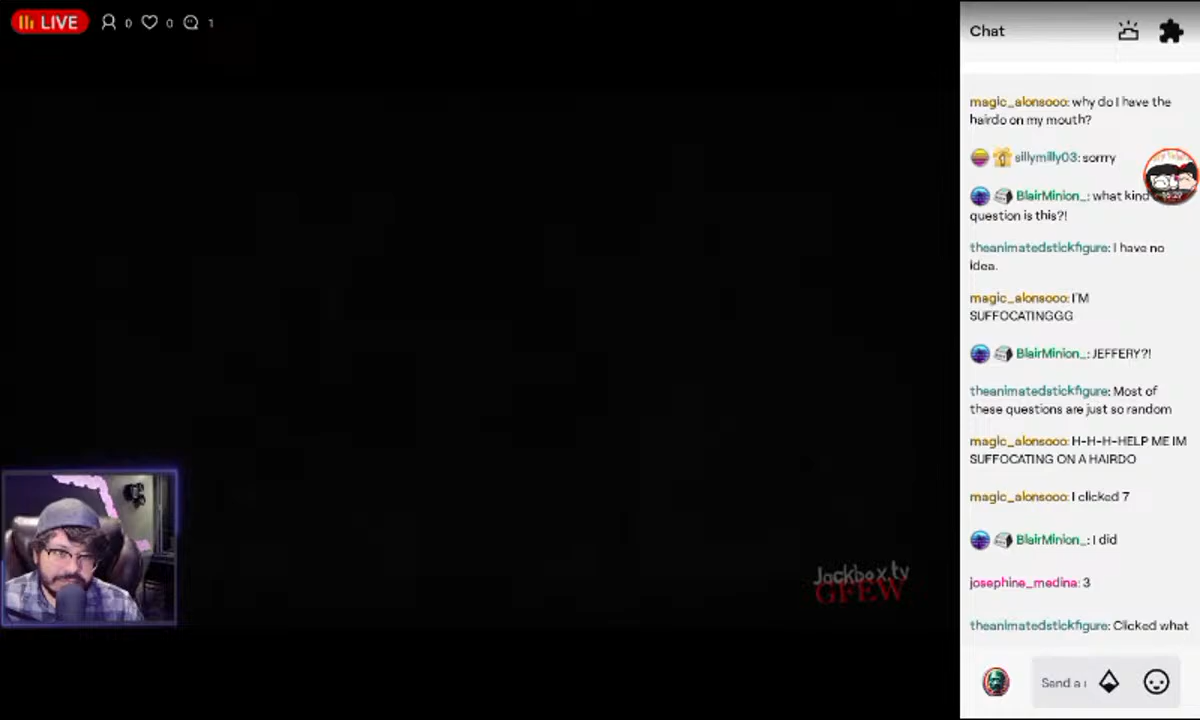 LIVE 0 0 1
Chat
magic_alonsooo: why do I have the
hairdo on my mouth?
sillymilly03: sorrry
BlairMinion_: what kind
question is this?!
theanimatedstickfigure: I have no
idea.
magic_alonsooo: I'M
SUFFOCATINGGG
BlairMinion_: JEFFERY?!
theanimatedstickfigure: Most of
these questions are just so random
magic_alonsooo: H-H-H-HELP ME IM
SUFFOCATING ON A HAIRDO
magic_alonsooo: I clicked 7
BlairMinion_: I did
josephine_medina: 3
theanimatedstickfigure: Clicked what
Send a
Jackbox.tv
GFEW